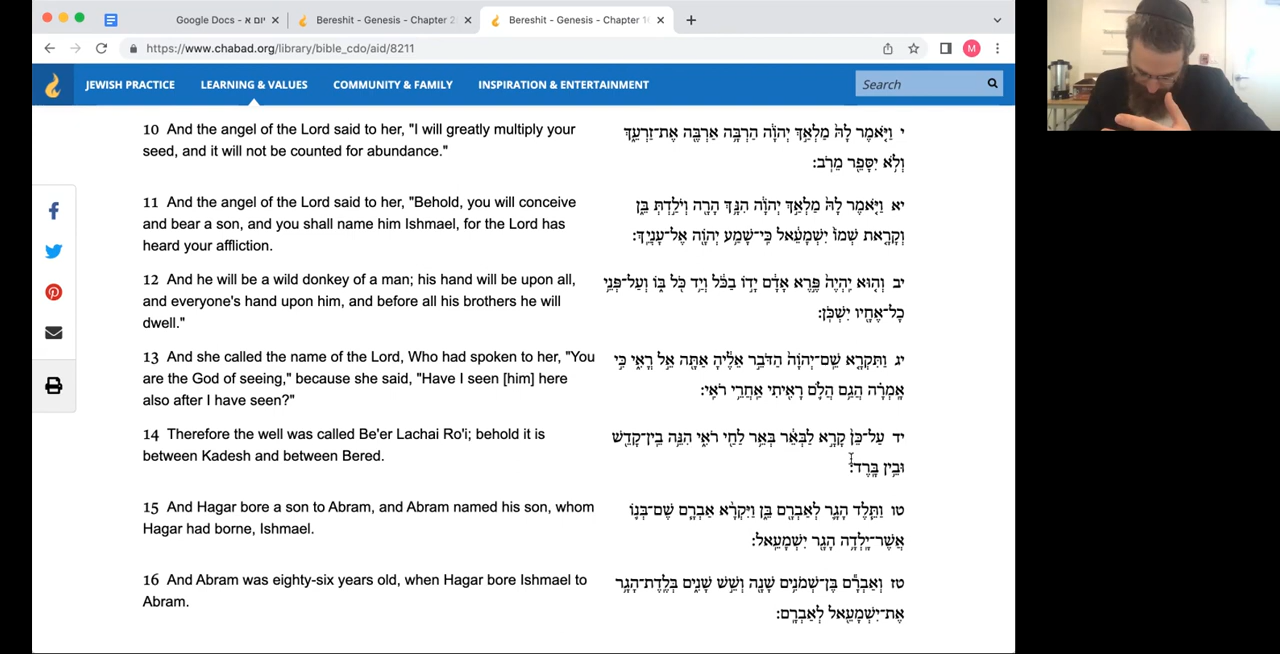 Google Docs - יום א
Bereshit - Genesis - Chapter 2
Bereshit - Genesis - Chapter 1
https://www.chabad.org/library/bible_cdo/aid/8211
M
JEWISH PRACTICE LEARNING & VALUES COMMUNITY & FAMILY INSPIRATION & ENTERTAINMENT Search
10 And the angel of the Lord said to her, "I will greatly multiply your
seed, and it will not be counted for abundance."
י וַיֹּ֤אמֶר לָהּ֙ מַלְאַ֣ךְ יְהֹוָ֔ה הַרְבָּ֥ה אַרְבֶּ֖ה אֶת־זַרְעֵ֑ךְ
וְלֹ֥א יִסָּפֵ֖ר מֵרֹֽב:
11 And the angel of the Lord said to her, "Behold, you will conceive
and bear a son, and you shall name him Ishmael, for the Lord has
heard your affliction.
יא וַיֹּ֤אמֶר לָהּ֙ מַלְאַ֣ךְ יְהֹוָ֔ה הִנָּ֥ךְ הָרָ֖ה וְיֹלַ֣דְתְּ בֵּ֑ן
וְקָרָ֤את שְׁמוֹ֙ יִשְׁמָעֵ֔אל כִּֽי־שָׁמַ֥ע יְהֹוָ֖ה אֶל־עָנְיֵֽךְ:
12 And he will be a wild donkey of a man; his hand will be upon all,
and everyone's hand upon him, and before all his brothers he will
dwell."
יב וְה֤וּא יִֽהְיֶה֙ פֶּ֣רֶא אָדָ֔ם יָד֣וֹ בַכֹּ֔ל וְיַ֥ד כֹּ֖ל בּ֑וֹ וְעַל־פְּנֵ֥י
כָל־אֶחָ֖יו יִשְׁכֹּֽן:
13 And she called the name of the Lord, Who had spoken to her, "You
are the God of seeing," because she said, "Have I seen [him] here
also after I have seen?"
יג וַתִּקְרָ֤א שֵֽׁם־יְהֹוָה֙ הַדֹּבֵ֣ר אֵלֶ֔יהָ אַתָּ֖ה אֵ֣ל רֳאִ֑י כִּ֣י
אָֽמְרָ֗ה הֲגַ֥ם הֲלֹ֛ם רָאִ֖יתִי אַֽחֲרֵ֥י רֹאִֽי:
14 Therefore the well was called Be'er Lachai Ro'i; behold it is
between Kadesh and between Bered.
יד עַל־כֵּן֙ קָרָ֣א לַבְּאֵ֔ר בְּאֵ֥ר לַחַ֖י רֹאִ֑י הִנֵּ֥ה בֵֽין־קָדֵ֖שׁ
וּבֵ֥ין בָּֽרֶד:
15 And Hagar bore a son to Abram, and Abram named his son, whom
Hagar had borne, Ishmael.
טו וַתֵּ֧לֶד הָגָ֛ר לְאַבְרָ֖ם בֵּ֑ן וַיִּקְרָ֨א אַבְרָ֧ם שֶׁם־בְּנ֛וֹ
אֲשֶׁר־יָֽלְדָ֥ה הָגָ֖ר יִשְׁמָעֵֽאל:
16 And Abram was eighty-six years old, when Hagar bore Ishmael to
Abram.
טז וְאַבְרָ֕ם בֶּן־שְׁמֹנִ֥ים שָׁנָ֖ה וְשֵׁ֣שׁ שָׁנִ֑ים בְּלֶֽדֶת־הָגָ֥ר
אֶת־יִשְׁמָעֵ֖אל לְאַבְרָֽם: